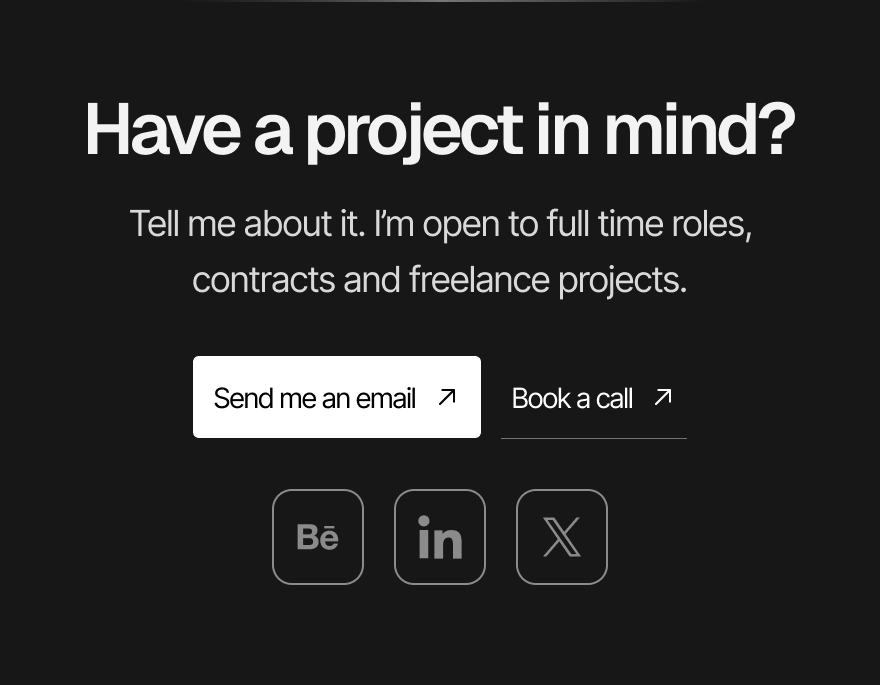 Have a project in mind?
Tell me about it. I’m open to full time roles,
contracts and freelance projects.
Send me an email
Book a call
Bē
in
X